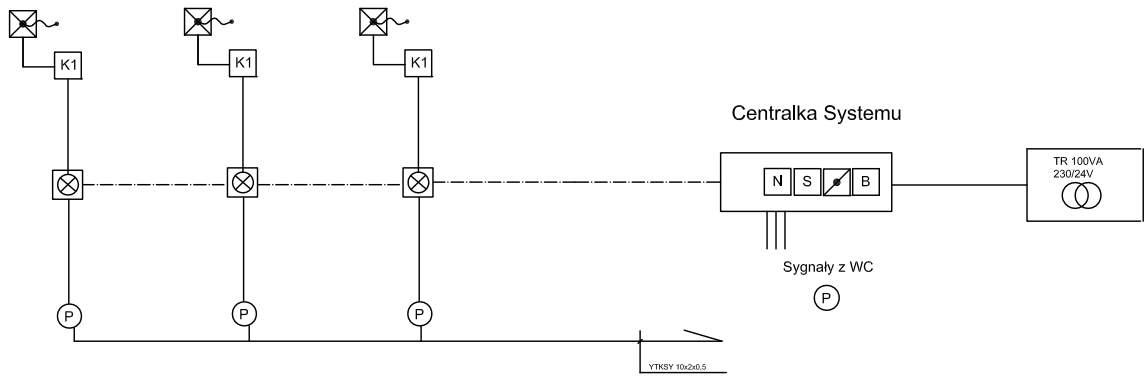 K1
K1
K1
Centralka Systemu
N S B
TR 100VA
230/24V
Sygnały z WC
P
P
P
P
YTKSY 10x2x0,5